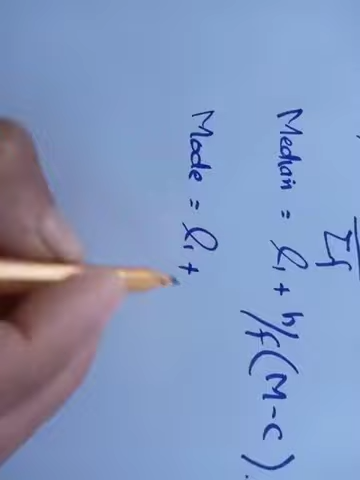 Σf
Median = l₁ + h/f (M - C).
Mode = l₁ +